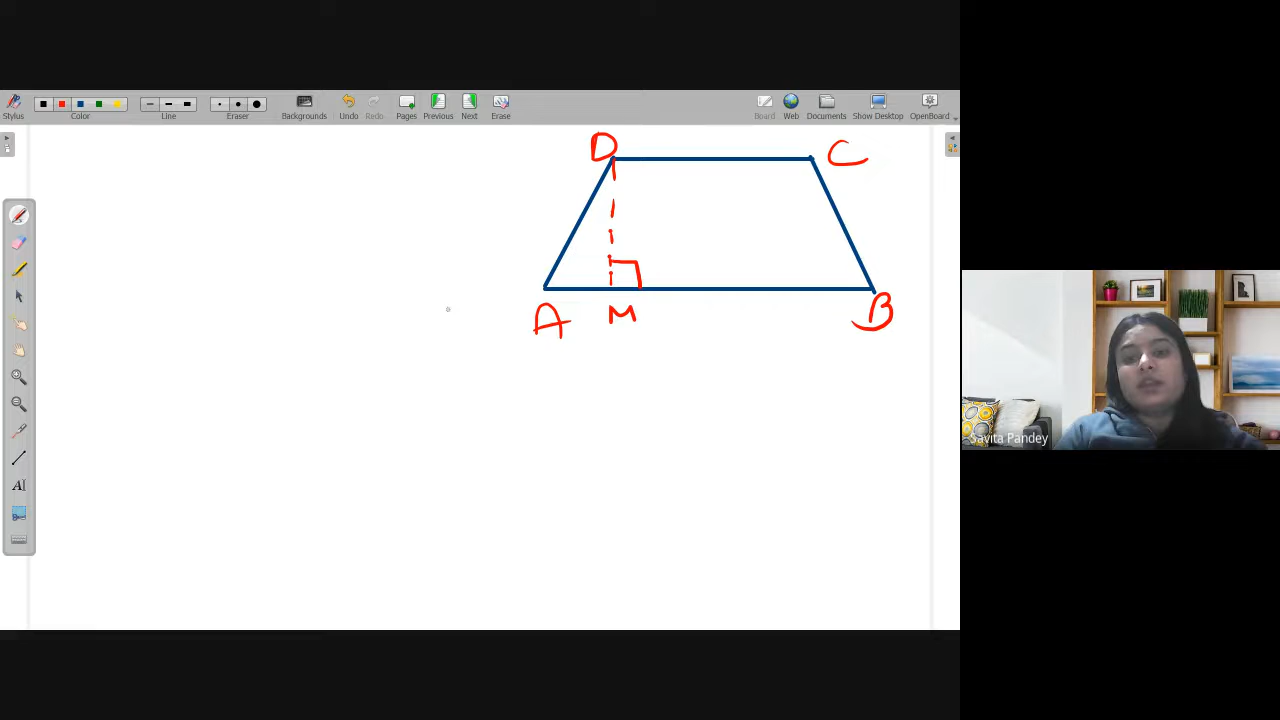 Stylus Color Line Eraser Backgrounds Undo Redo Pages Previous Next Erase Board Web Documents Show Desktop OpenBoard
D C
A M B
A
Savita Pandey